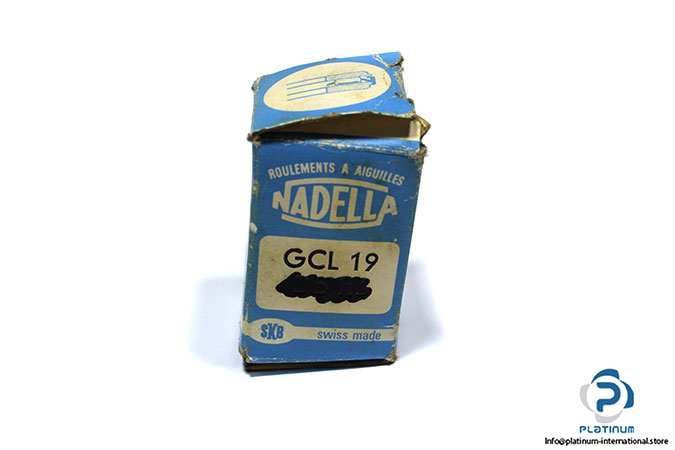 ROULEMENTS A AIGUILLES
NADELLA
GCL 19
SKB
swiss made
PLATINUM
Info@platinum-international.store